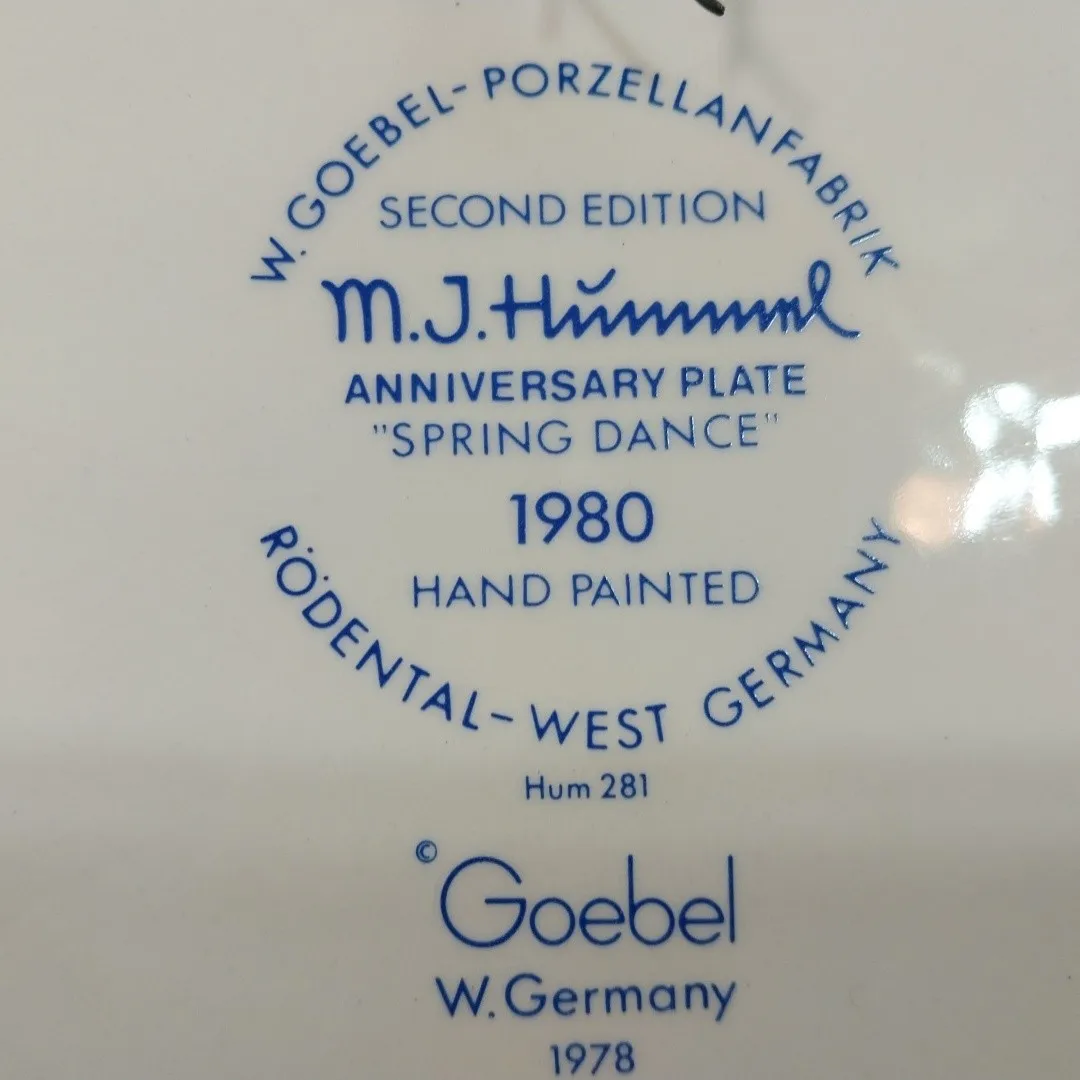 W. GOEBEL-PORZELLANFABRIK
SECOND EDITION
M.J. Hummel
ANNIVERSARY PLATE
"SPRING DANCE"
1980
HAND PAINTED
RÖDENTAL-WEST GERMANY
Hum 281
© Goebel
W. Germany
1978